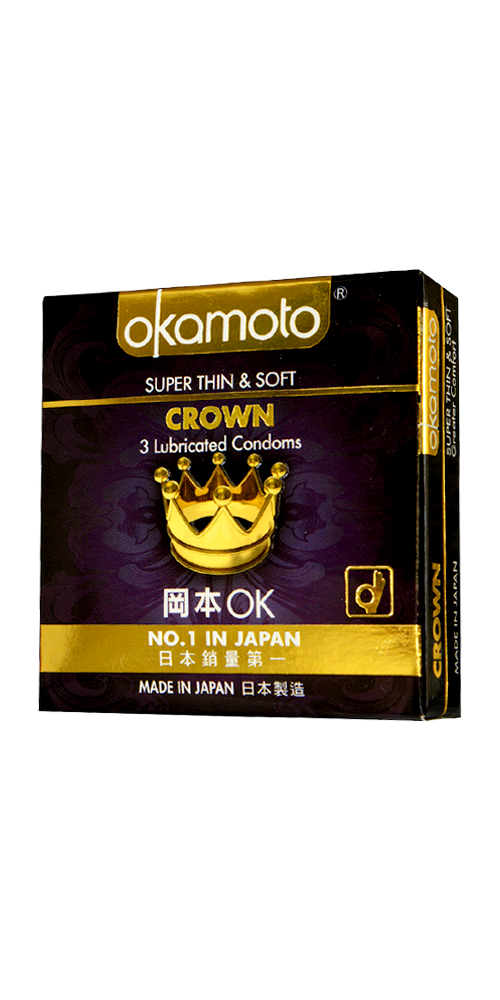 okamoto®
SUPER THIN & SOFT
CROWN
3 Lubricated Condoms
岡本OK
NO.1 IN JAPAN
日本銷量第一
MADE IN JAPAN 日本製造
okamoto
SUPER THIN & SOFT
Greater Comfort
CROWN
MADE IN JAPAN